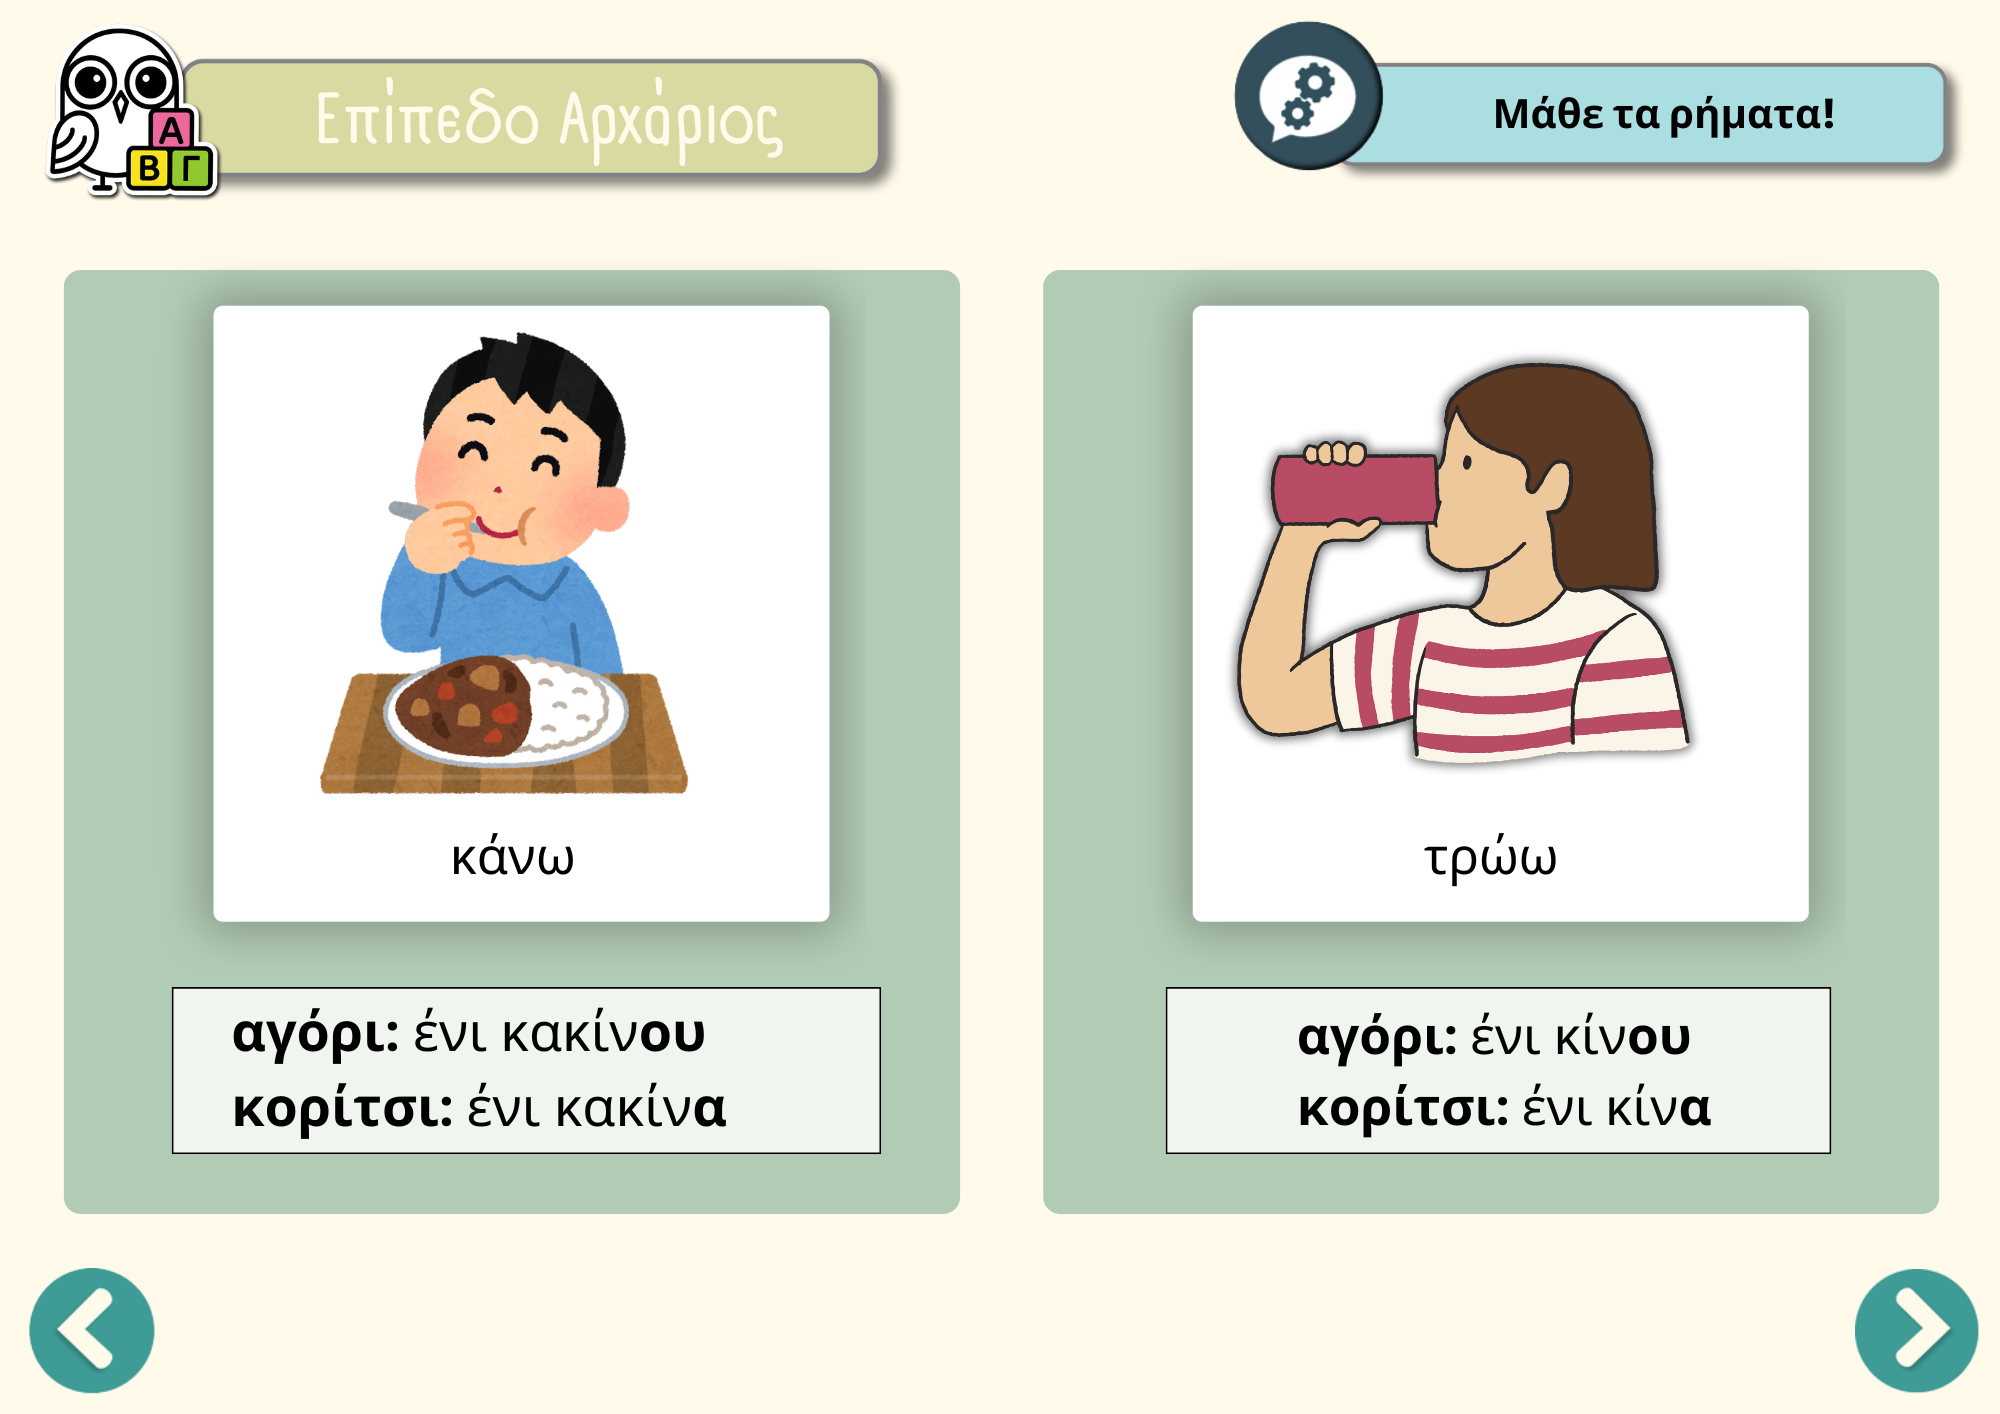 Επίπεδο Αρχάριος
Α
Β Γ
Μάθε τα ρήματα!
κάνω
αγόρι: ένι κακίνου
κορίτσι: ένι κακίνα
τρώω
αγόρι: ένι κίνου
κορίτσι: ένι κίνα